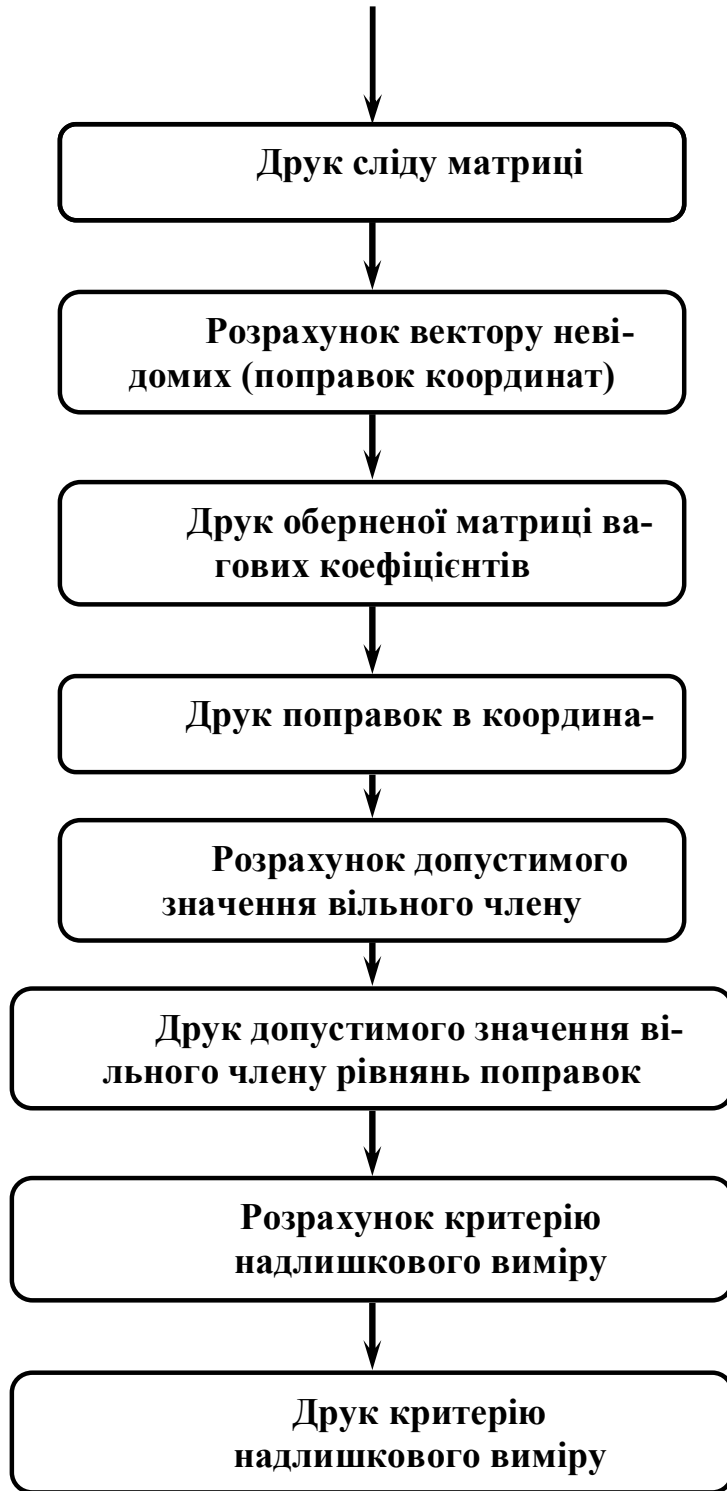 Друк сліду матриці
Розрахунок вектору неві-
домих (поправок координат)
Друк оберненої матриці ва-
гових коефіцієнтів
Друк поправок в координа-
Розрахунок допустимого
значення вільного члену
Друк допустимого значення ві-
льного члену рівнянь поправок
Розрахунок критерію
надлишкового виміру
Друк критерію
надлишкового виміру